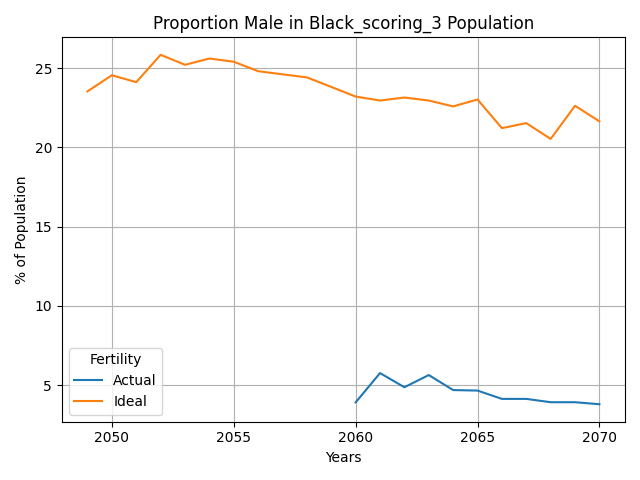 Proportion Male in Black_scoring_3 Population
% of Population
25
20
15
10
5
Fertility
Actual
Ideal
2050
2055
2060
2065
2070
Years